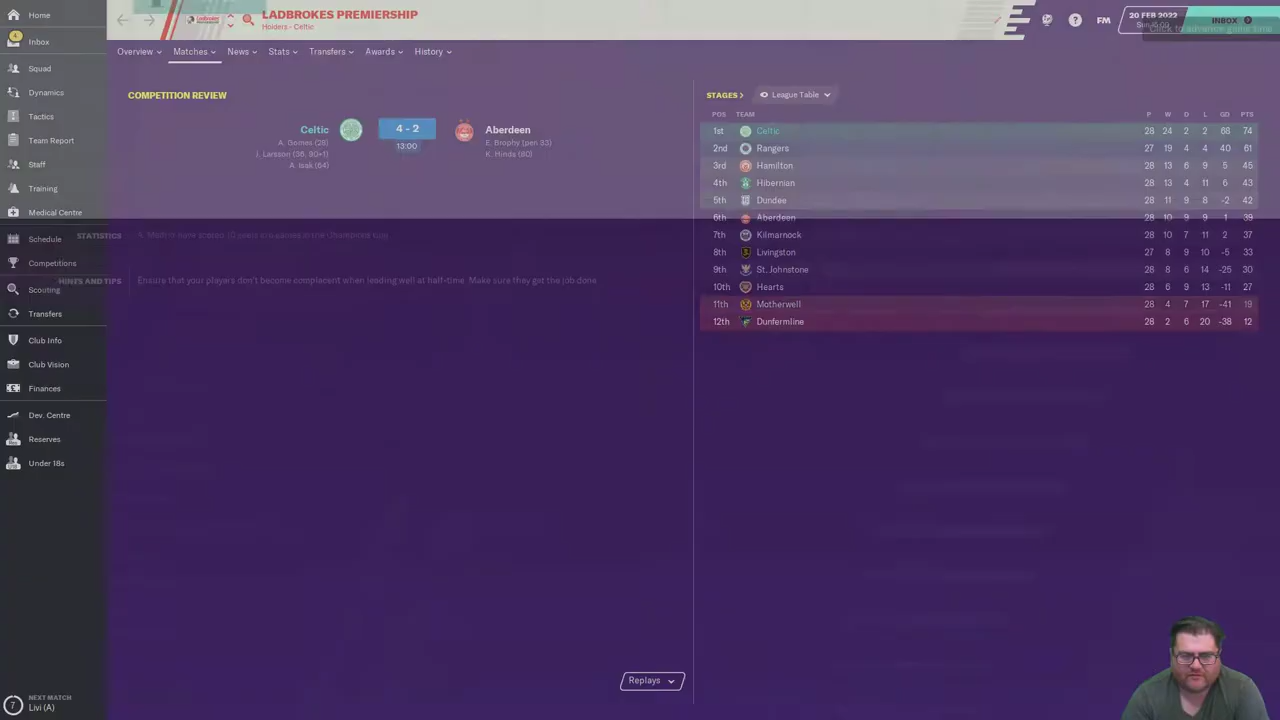 LADBROKES PREMIERSHIP
Holders - Celtic
FM
20 FEB 2022
INBOX
Click to advance game time
Home
Inbox
Squad
Dynamics
Tactics
Team Report
Staff
Training
Medical Centre
Schedule
Competitions
Scouting
Transfers
Club Info
Club Vision
Finances
Dev. Centre
Reserves
Under 18s
NEXT MATCH
7 Livi (A)
Overview Matches News Stats Transfers Awards History
COMPETITION REVIEW
Celtic 4 - 2 Aberdeen
13:00
A. Gomes (28)
J. Larsson (38, 90+1)
A. Isak (64)
E. Brophy (pen 33)
K. Hinds (80)
STATISTICS
HINTS AND TIPS Ensure that your players don't become complacent when leading well at half-time. Make sure they get the job done.
Replays
STAGES > League Table
POS TEAM P W D L GD PTS
1st Celtic 28 24 2 2 66 74
2nd Rangers 27 19 4 4 40 61
3rd Hamilton 28 13 6 9 5 45
4th Hibernian 28 13 4 11 6 43
5th Dundee 28 11 9 8 -2 42
6th Aberdeen 28 10 9 9 1 39
7th Kilmarnock 28 10 7 11 2 37
8th Livingston 27 8 9 10 -5 33
9th St. Johnstone 28 8 6 14 -25 30
10th Hearts 28 6 9 13 -11 27
11th Motherwell 28 4 7 17 -41 19
12th Dunfermline 28 2 6 20 -38 12